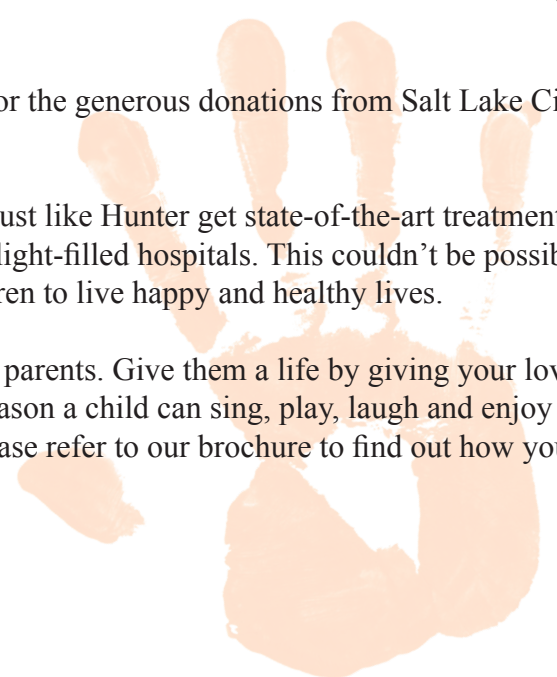 or the generous donations from Salt Lake Ci
ust like Hunter get state-of-the-art treatment
light-filled hospitals. This couldn’t be possib
ren to live happy and healthy lives.
parents. Give them a life by giving your lov
ason a child can sing, play, laugh and enjoy
ase refer to our brochure to find out how you